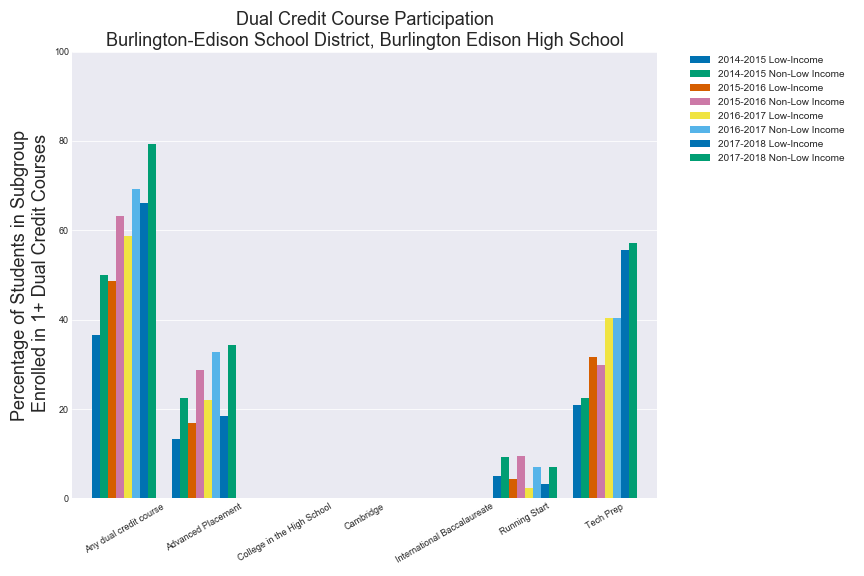 Dual Credit Course Participation
Burlington-Edison School District, Burlington Edison High School
Percentage of Students in Subgroup
Enrolled in 1+ Dual Credit Courses
100
80
60
40
20
0
Any dual credit course
Advanced Placement
College in the High School
Cambridge
International Baccalaureate
Running Start
Tech Prep
2014-2015 Low-Income
2014-2015 Non-Low Income
2015-2016 Low-Income
2015-2016 Non-Low Income
2016-2017 Low-Income
2016-2017 Non-Low Income
2017-2018 Low-Income
2017-2018 Non-Low Income